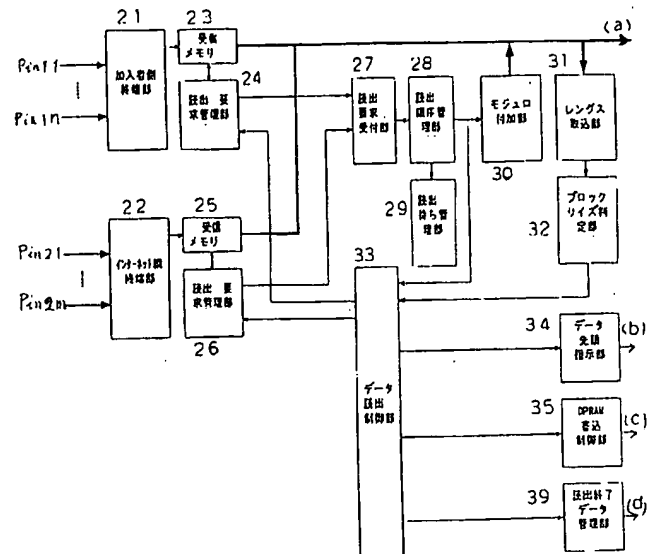 21
23
Pin11
Pin1n
加入者側
終端部
受信
メモリ
24
読出 要
求管理部
22
25
Pin21
Pin2m
インターネット側
終端部
受信
メモリ
読出 要
求管理部
26
27
読出
要求
受付部
28
読出
順序管
理部
29
読出
待ち管
理部
モジュロ
付加部
30
(a)
31
レングス
取込部
32
ブロック
サイズ判
定部
33
データ
読出
制御部
34
データ
先頭
指示部
(b)
35
DPRAM
書込
制御部
(c)
39
読出終了
データ
管理部
(d)